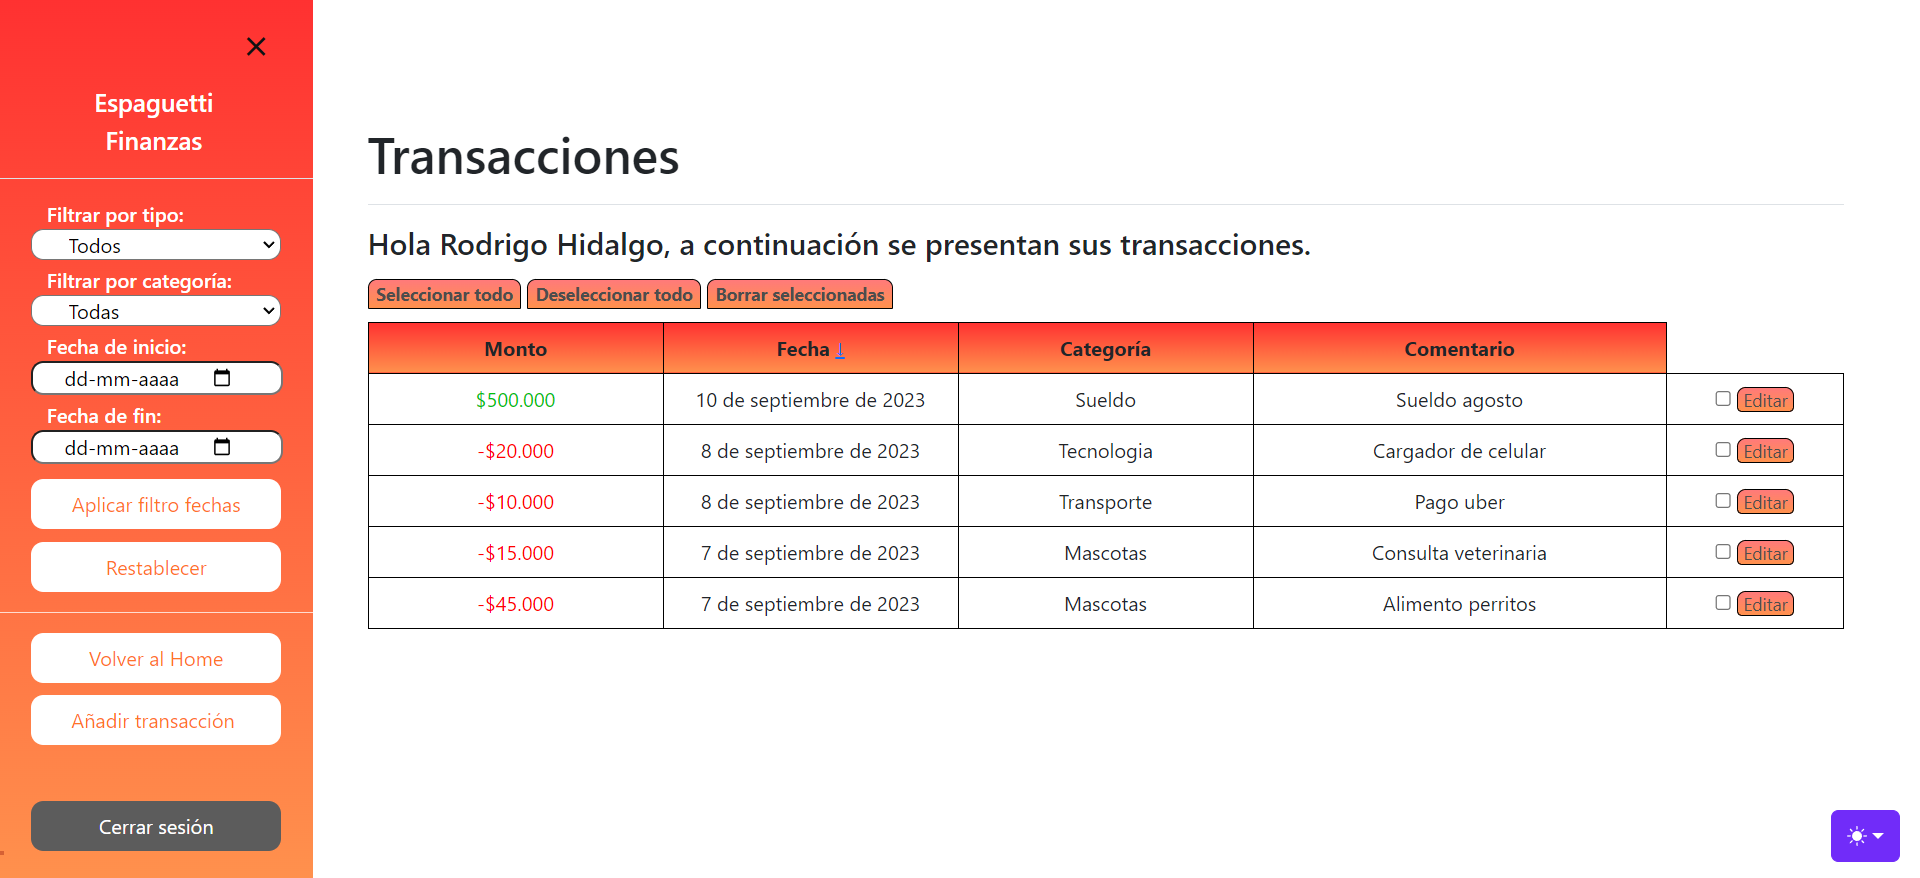 Espaguetti
Finanzas
Filtrar por tipo:
Todos
Filtrar por categoría:
Todas
Fecha de inicio:
dd-mm-aaaa
Fecha de fin:
dd-mm-aaaa
Aplicar filtro fechas
Restablecer
Volver al Home
Añadir transacción
Cerrar sesión
Transacciones
Hola Rodrigo Hidalgo, a continuación se presentan sus transacciones.
Seleccionar todo Deseleccionar todo Borrar seleccionadas
Monto Fecha ↓ Categoría Comentario
$500.000 10 de septiembre de 2023 Sueldo Sueldo agosto Editar
-$20.000 8 de septiembre de 2023 Tecnologia Cargador de celular Editar
-$10.000 8 de septiembre de 2023 Transporte Pago uber Editar
-$15.000 7 de septiembre de 2023 Mascotas Consulta veterinaria Editar
-$45.000 7 de septiembre de 2023 Mascotas Alimento perritos Editar